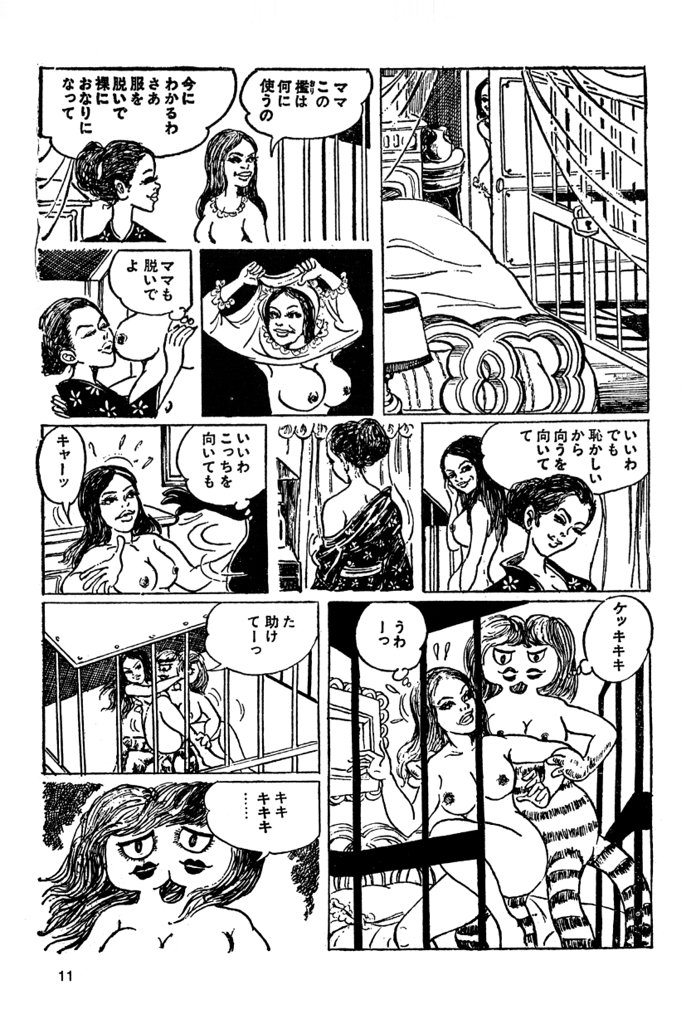 ママ
この
檻は
おり
何に
使うの
今に
わかるわ
さあ
服を
脱いで
裸に
おなりに
なって
ママも
脱いで
よ
いいわ
でも
恥かしい
から
向うを
向いて
て
いいわ
こっちを
向いても
キャーッ
ケッキキキ
うわ
ーっ
た
助け
てーっ
キキ
キキキ
……
11